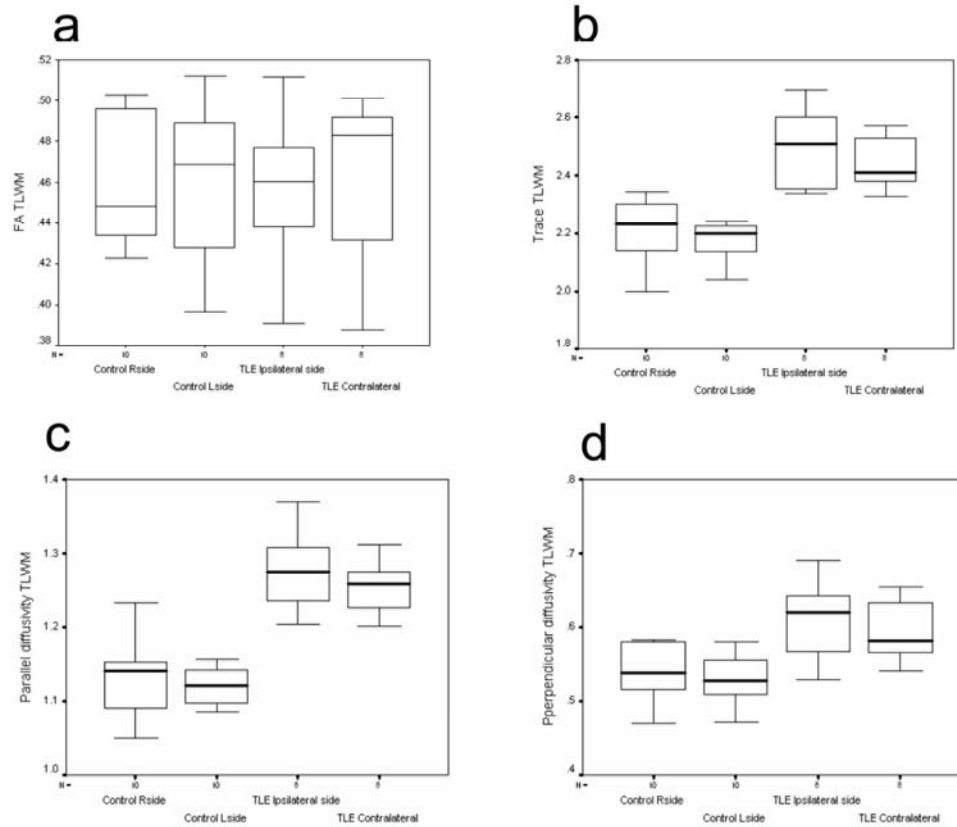 a
.52
.50
.48
.46
.44
.42
.40
.38
FA TLWM
N =
10
10
8
8
Control Rside
Control Lside
TLE Ipsilateral side
TLE Contralateral
b
2.8
2.6
2.4
2.2
2.0
1.8
Trace TLWM
N =
10
10
8
8
Control Rside
Control Lside
TLE Ipsilateral side
TLE Contralateral
c
1.4
1.3
1.2
1.1
1.0
Parallel diffusivity TLWM
N =
10
10
8
8
Control Rside
Control Lside
TLE Ipsilateral side
TLE Contralateral
d
.8
.7
.6
.5
.4
Pperpendicular diffusivity TLWM
N =
10
10
8
8
Control Rside
Control Lside
TLE Ipsilateral side
TLE Contralateral